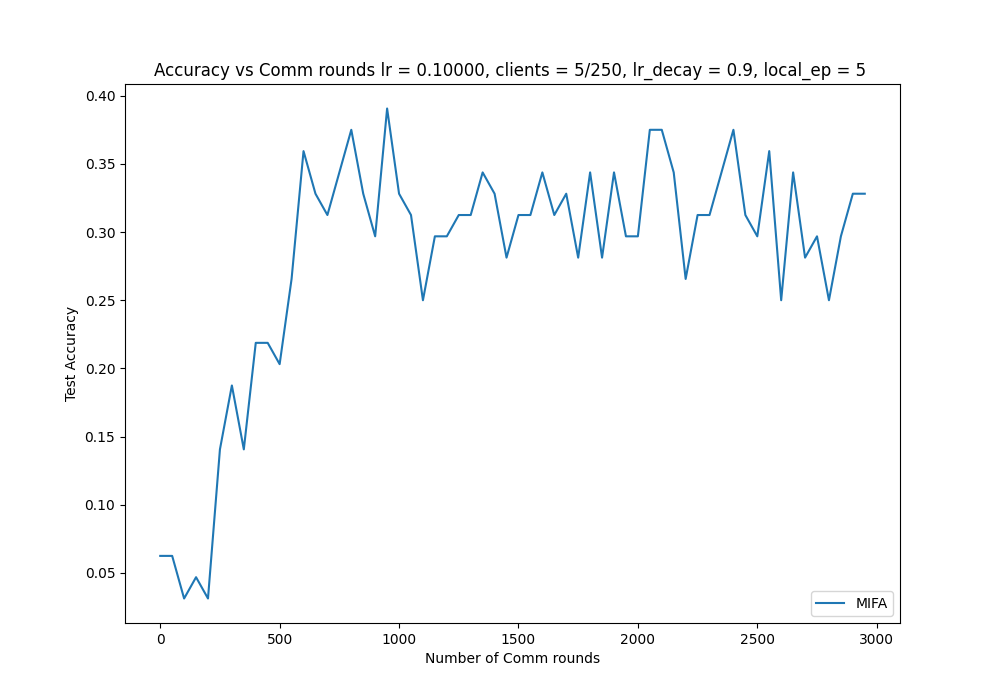 Accuracy vs Comm rounds lr = 0.10000, clients = 5/250, lr_decay = 0.9, local_ep = 5
0.40
0.35
0.30
0.25
0.20
0.15
0.10
0.05
Test Accuracy
MIFA
0 500 1000 1500 2000 2500 3000
Number of Comm rounds